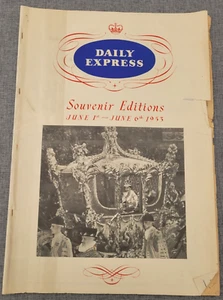 DAILY
EXPRESS
Souvenir Editions
JUNE 1st — JUNE 6th 1953